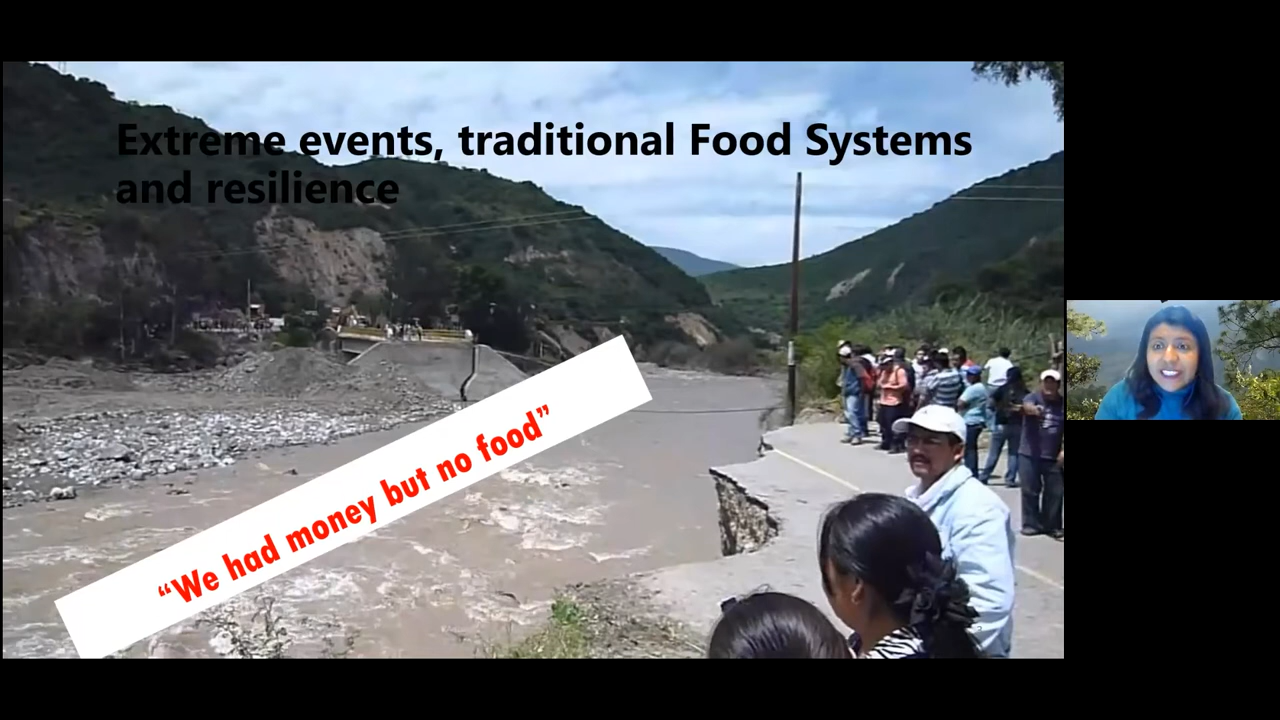 Extreme events, traditional Food Systems
and resilience
“We had money but no food”